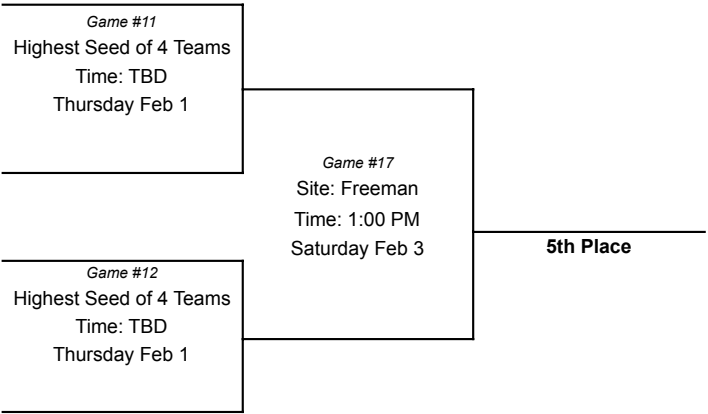 Game #11
Highest Seed of 4 Teams
Time: TBD
Thursday Feb 1
Game #17
Site: Freeman
Time: 1:00 PM
Saturday Feb 3
5th Place
Game #12
Highest Seed of 4 Teams
Time: TBD
Thursday Feb 1